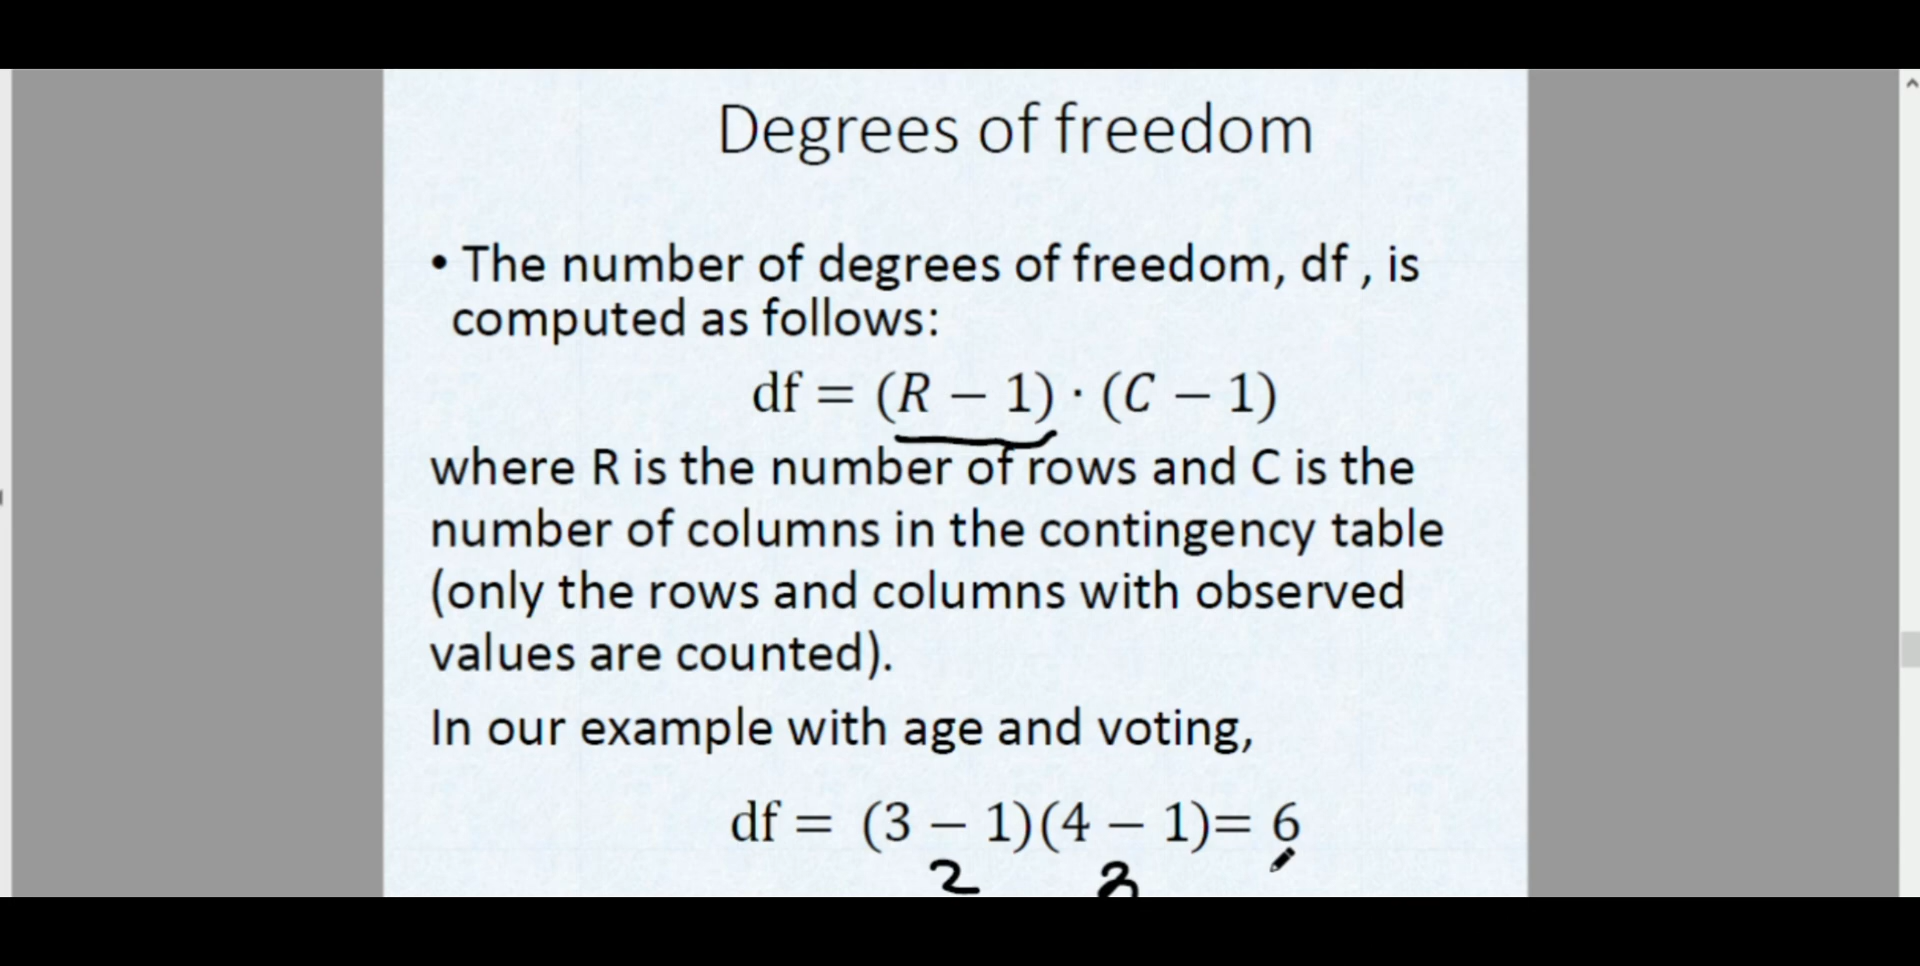 Degrees of freedom
• The number of degrees of freedom, df , is
computed as follows:
df = (R − 1) · (C − 1)
where R is the number of rows and C is the
number of columns in the contingency table
(only the rows and columns with observed
values are counted).
In our example with age and voting,
df = (3 − 1)(4 − 1)= 6
2 3